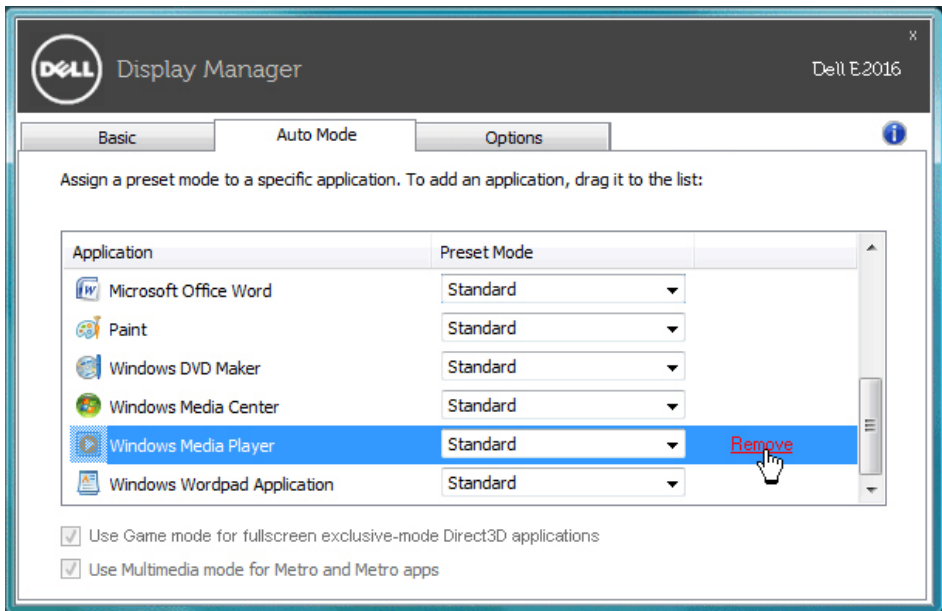 x
DELL Display Manager Dell E2016
Basic Auto Mode Options
Assign a preset mode to a specific application. To add an application, drag it to the list:
Application Preset Mode
Microsoft Office Word Standard
Paint Standard
Windows DVD Maker Standard
Windows Media Center Standard
Windows Media Player Standard Remove
Windows Wordpad Application Standard
Use Game mode for fullscreen exclusive-mode Direct3D applications
Use Multimedia mode for Metro and Metro apps